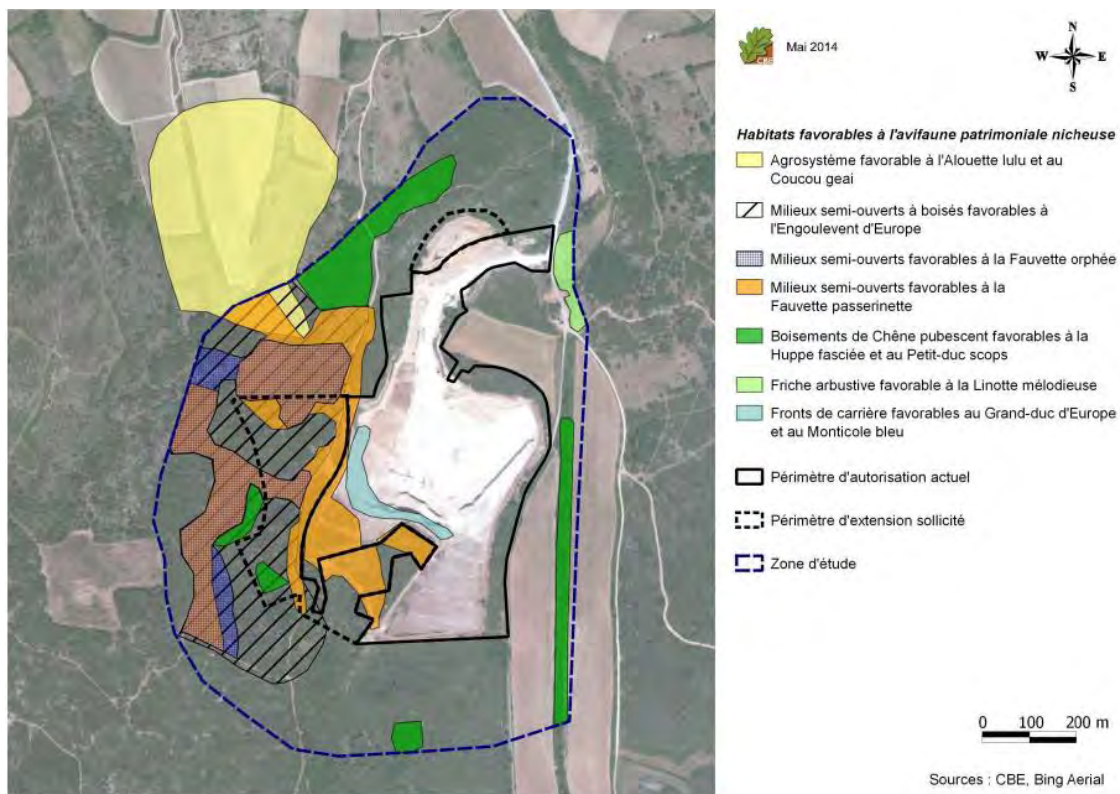 Mai 2014
N
W
E
S
Habitats favorables à l'avifaune patrimoniale nicheuse
Agrosystème favorable à l'Alouette lulu et au
Coucou geai
Milieux semi-ouverts à boisés favorables à
l'Engoulevent d'Europe
Milieux semi-ouverts favorables à la Fauvette orphée
Milieux semi-ouverts favorables à la
Fauvette passerinette
Boisements de Chêne pubescent favorables à la
Huppe fasciée et au Petit-duc scops
Friche arbustive favorable à la Linotte mélodieuse
Fronts de carrière favorables au Grand-duc d'Europe
et au Monticole bleu
Périmètre d'autorisation actuel
Périmètre d'extension sollicité
Zone d'étude
0 100 200 m
Sources : CBE, Bing Aerial